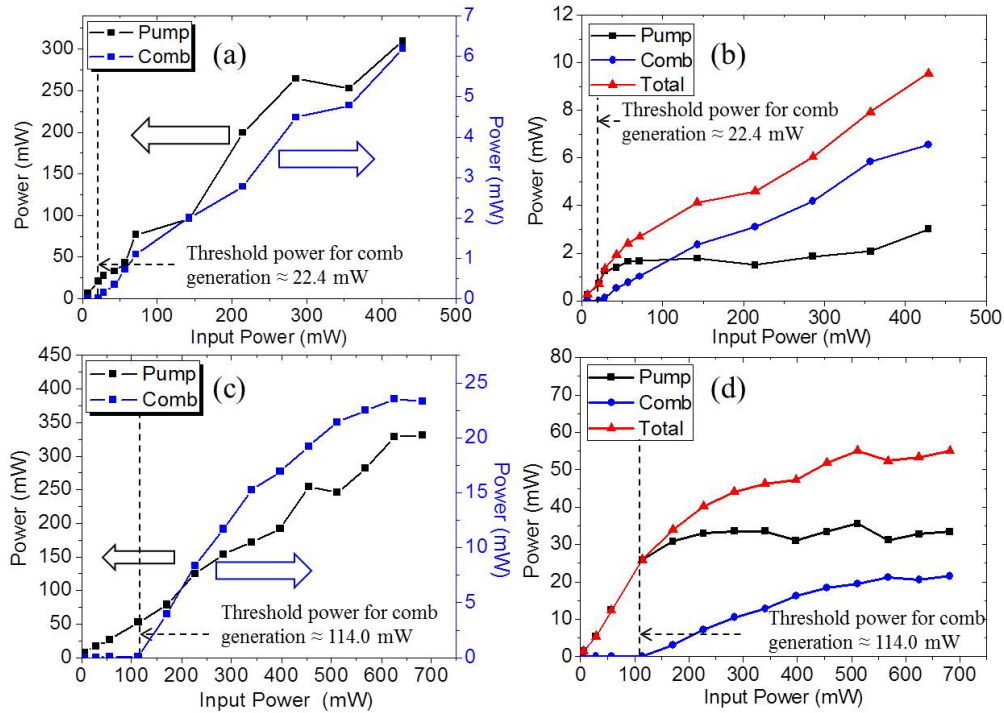 (a)
Pump
Comb
Power (mW)
350
300
250
200
150
100
50
0
7
6
5
4
3
2
1
0
Power (mW)
Threshold power for comb
generation ≈ 22.4 mW
0 100 200 300 400 500
Input Power (mW)
(b)
Pump
Comb
Total
Power (mW)
12
10
8
6
4
2
0
Threshold power for comb
generation ≈ 22.4 mW
0 100 200 300 400 500
Input Power (mW)
(c)
Pump
Comb
Power (mW)
450
400
350
300
250
200
150
100
50
0
25
20
15
10
5
0
Power (mW)
Threshold power for comb
generation ≈ 114.0 mW
0 100 200 300 400 500 600 700
Input Power (mW)
(d)
Pump
Comb
Total
Power (mW)
80
70
60
50
40
30
20
10
0
Threshold power for comb
generation ≈ 114.0 mW
0 100 200 300 400 500 600 700
Input Power (mW)